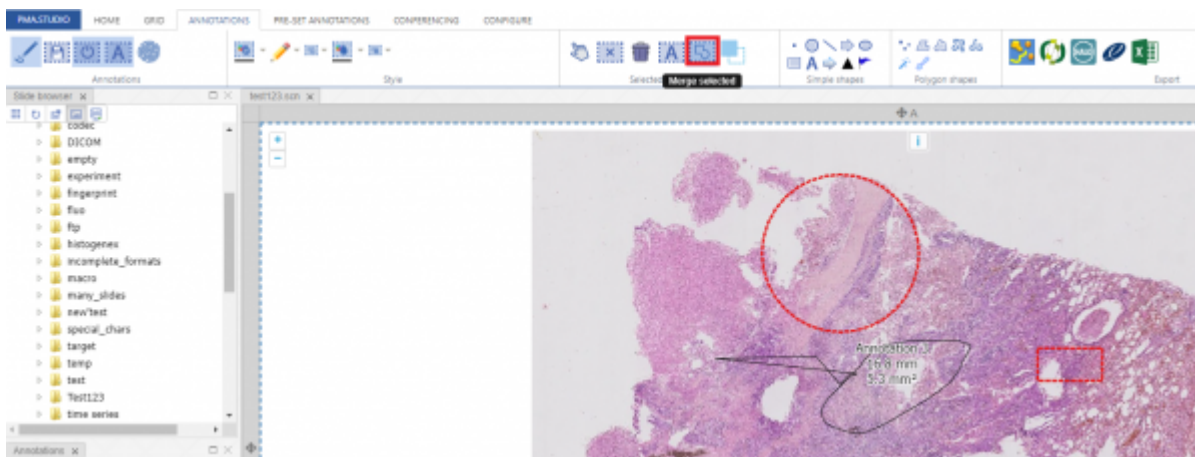 PMA.STUDIO HOME GRID ANNOTATIONS PRE-SET ANNOTATIONS CONFERENCING CONFIGURE
Annotations Style Selected Simple shapes Polygon shapes Export
Merge selected
Slide browser test123.scn
A
codec
DICOM
empty
experiment
fingerprint
fluo
ftp
histogenex
incomplete_formats
macro
many_slides
new'test
special_chars
target
temp
test
Test123
time series
Annotation
mm
5.3 mm²
Annotations